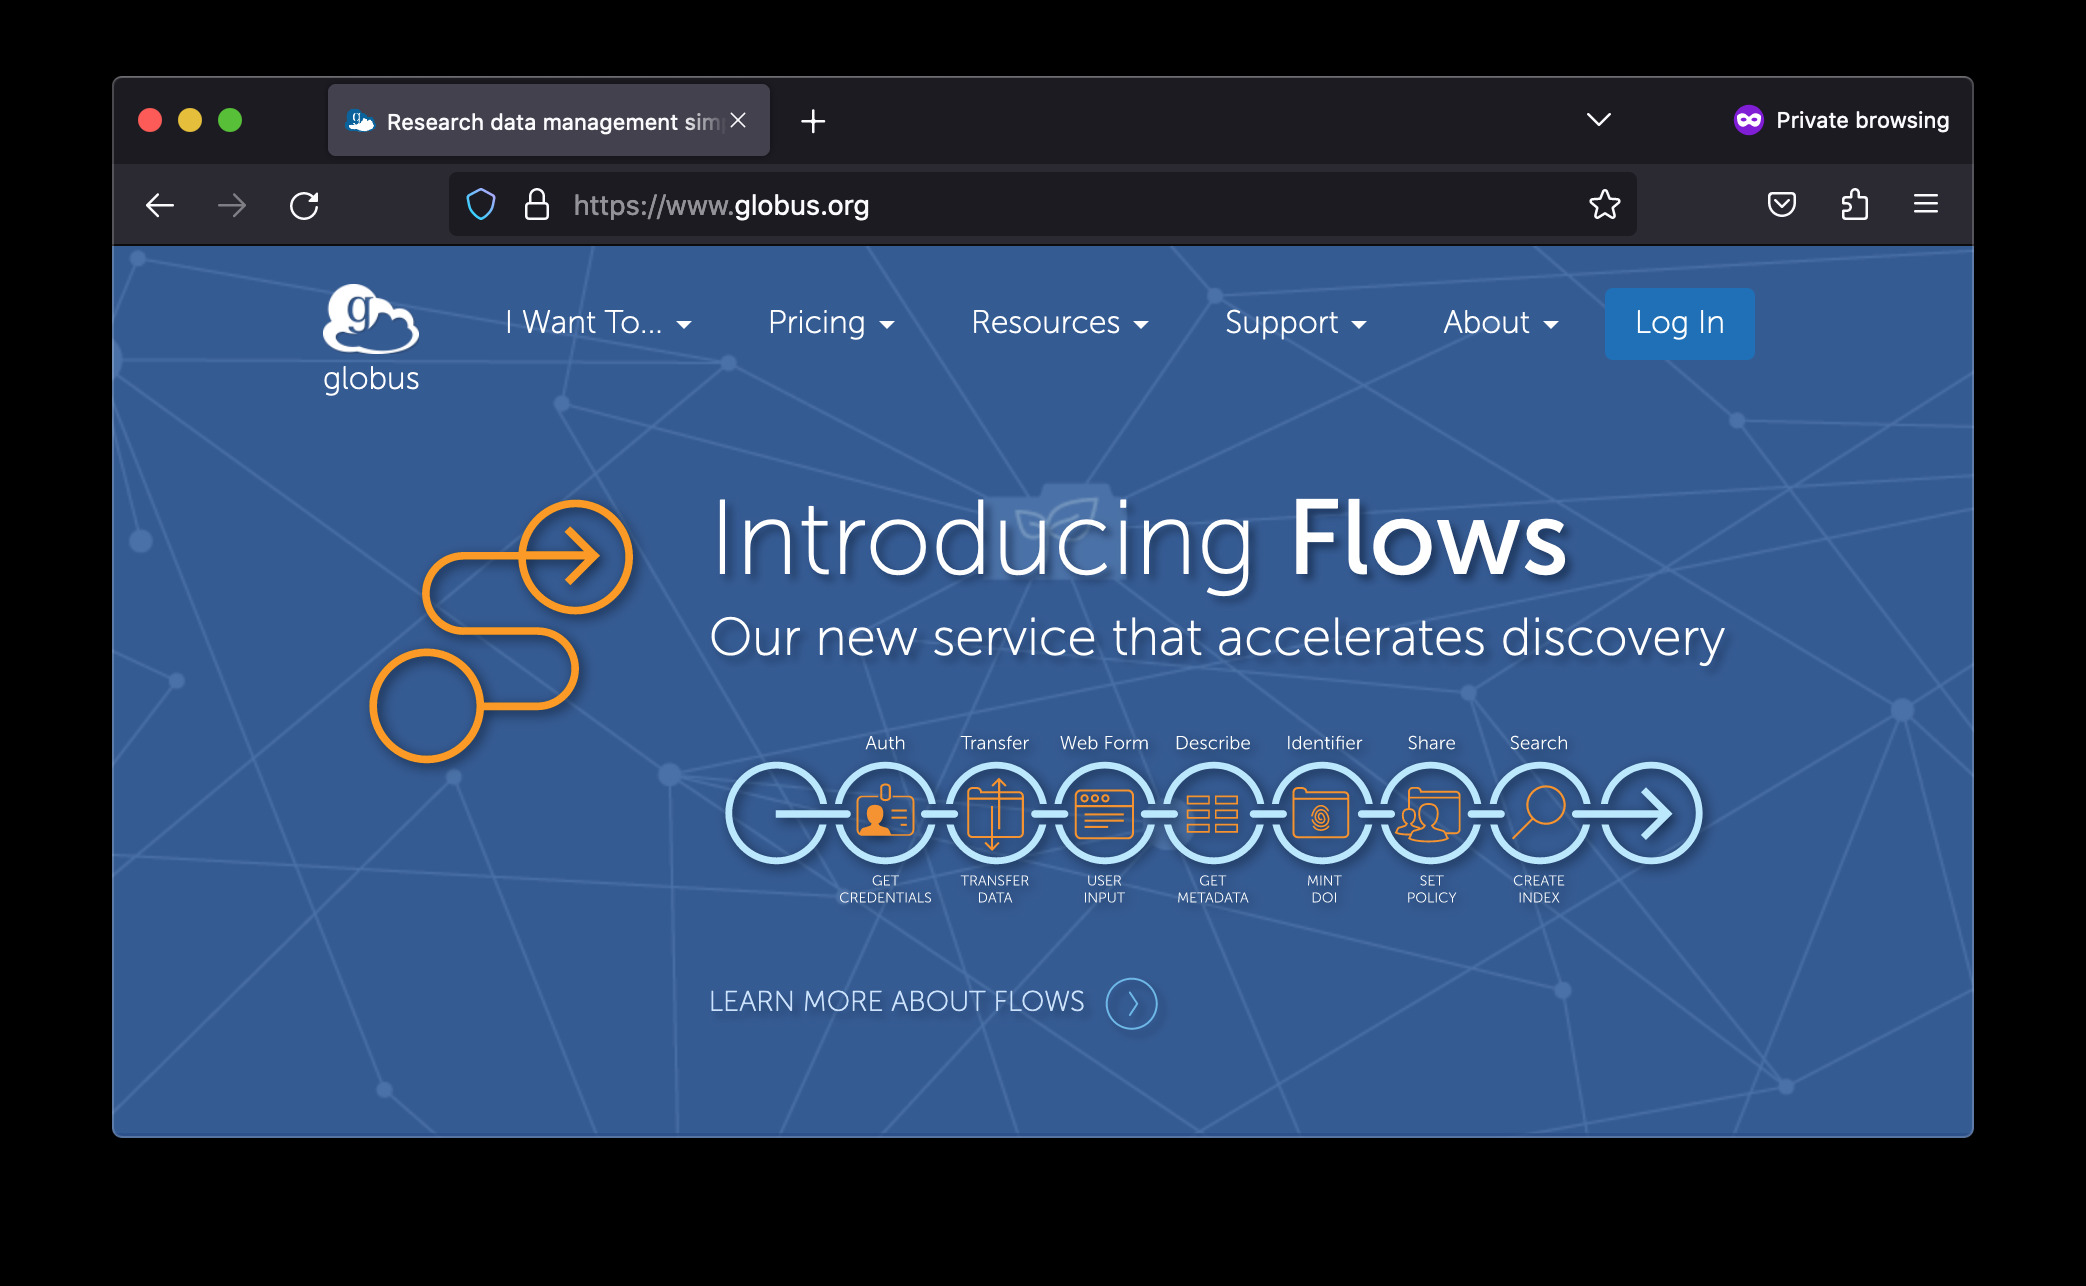 Research data management sim
Private browsing
https://www.globus.org
g
globus
I Want To...
Pricing
Resources
Support
About
Log In
Introducing Flows
Our new service that accelerates discovery
Auth
Transfer
Web Form
Describe
Identifier
Share
Search
GET
CREDENTIALS
TRANSFER
DATA
USER
INPUT
GET
METADATA
MINT
DOI
SET
POLICY
CREATE
INDEX
LEARN MORE ABOUT FLOWS